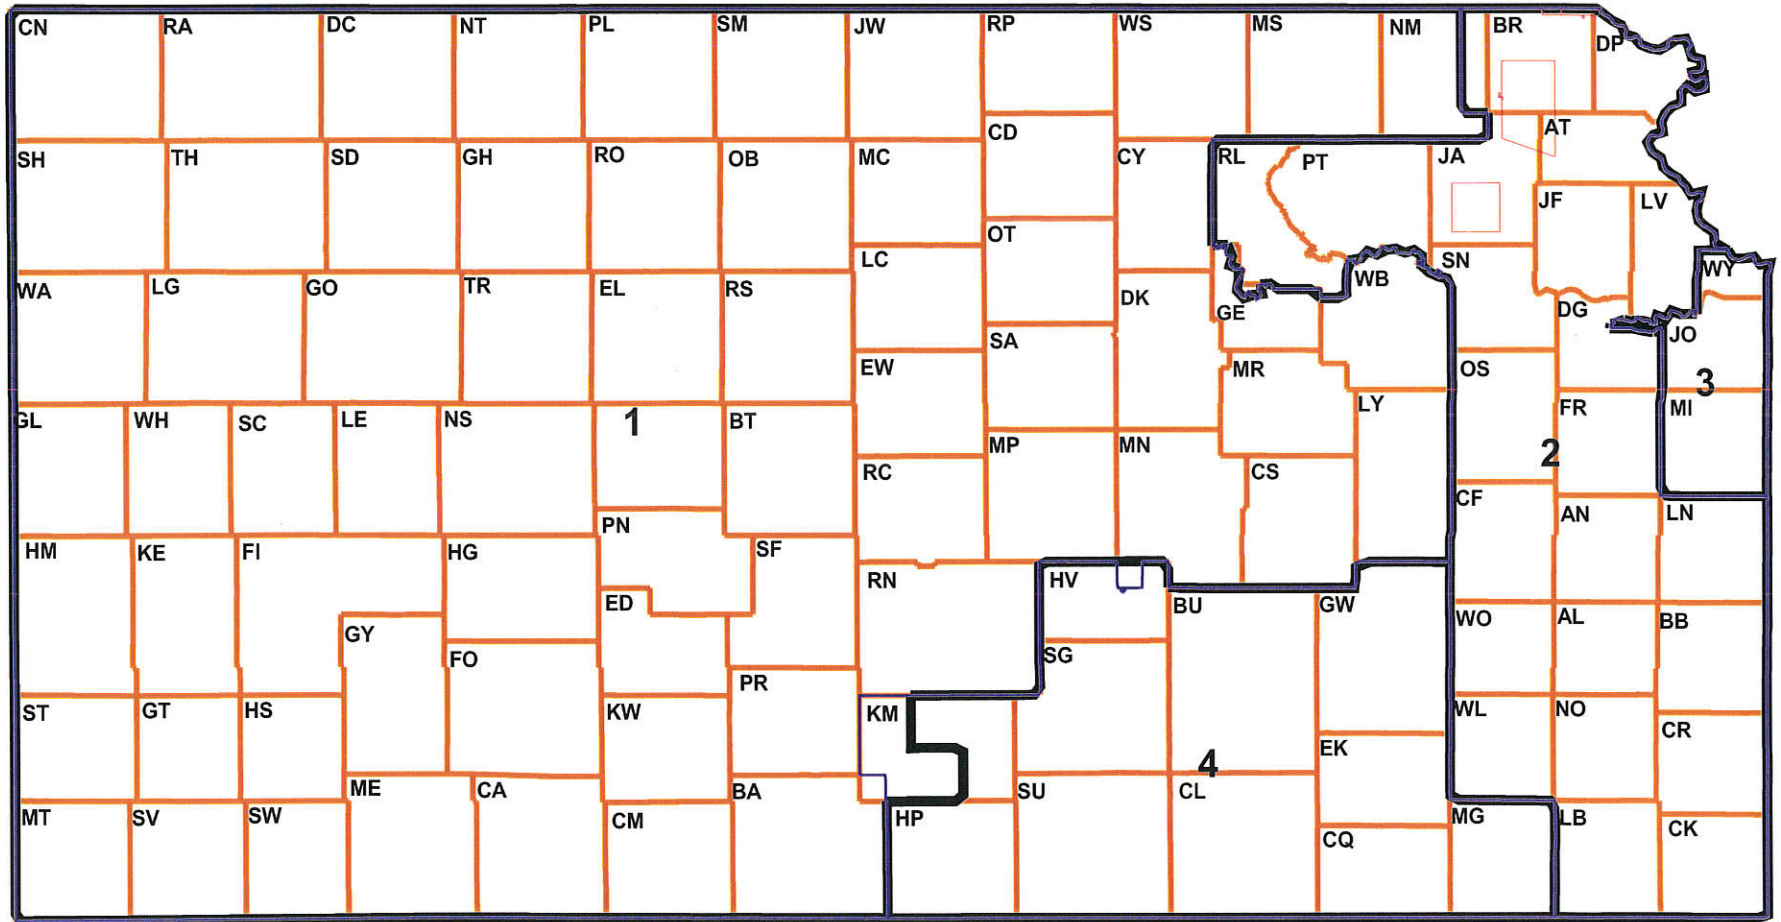 CN RA DC NT PL SM JW RP WS MS NM BR DP
SH TH SD GH RO OB MC CD CY RL PT JA AT
JF LV
WA LG GO TR EL RS LC OT DK GE WB SN DG WY
SA EW MR OS JO
GL WH SC LE NS 1 BT RC MP MN CS LY 2 FR MI 3
CF AN LN
HM KE FI HG PN SF RN HV BU GW WO AL BB
GY ED FO SG
ST GT HS KW PR KM EK WL NO CR
4
ME CA BA SU CL
MT SV SW CM HP CQ MG LB CK